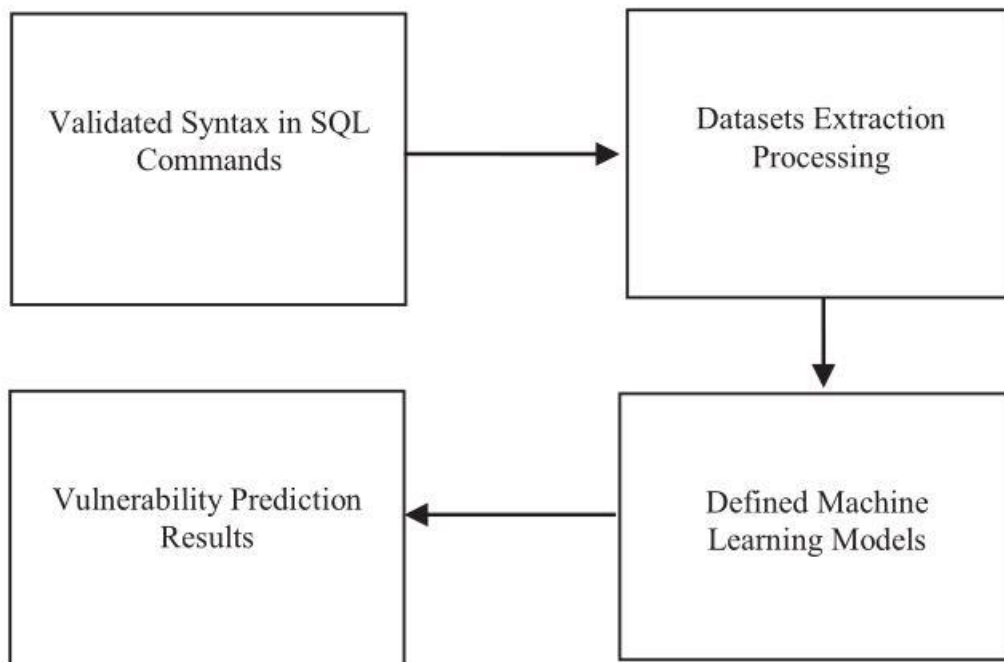 Validated Syntax in SQL
Commands
Datasets Extraction
Processing
Vulnerability Prediction
Results
Defined Machine
Learning Models